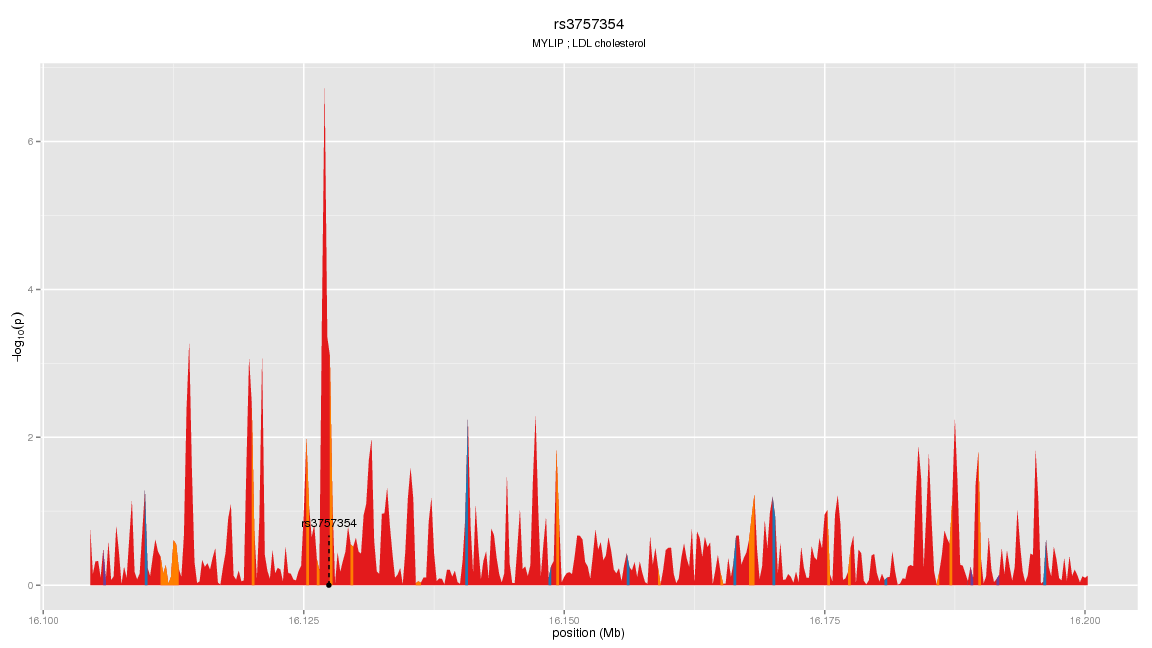 rs3757354
MYLIP ; LDL cholesterol
−log10(p)
6
4
2
0
rs3757354
16.100
16.125
16.150
16.175
16.200
position (Mb)